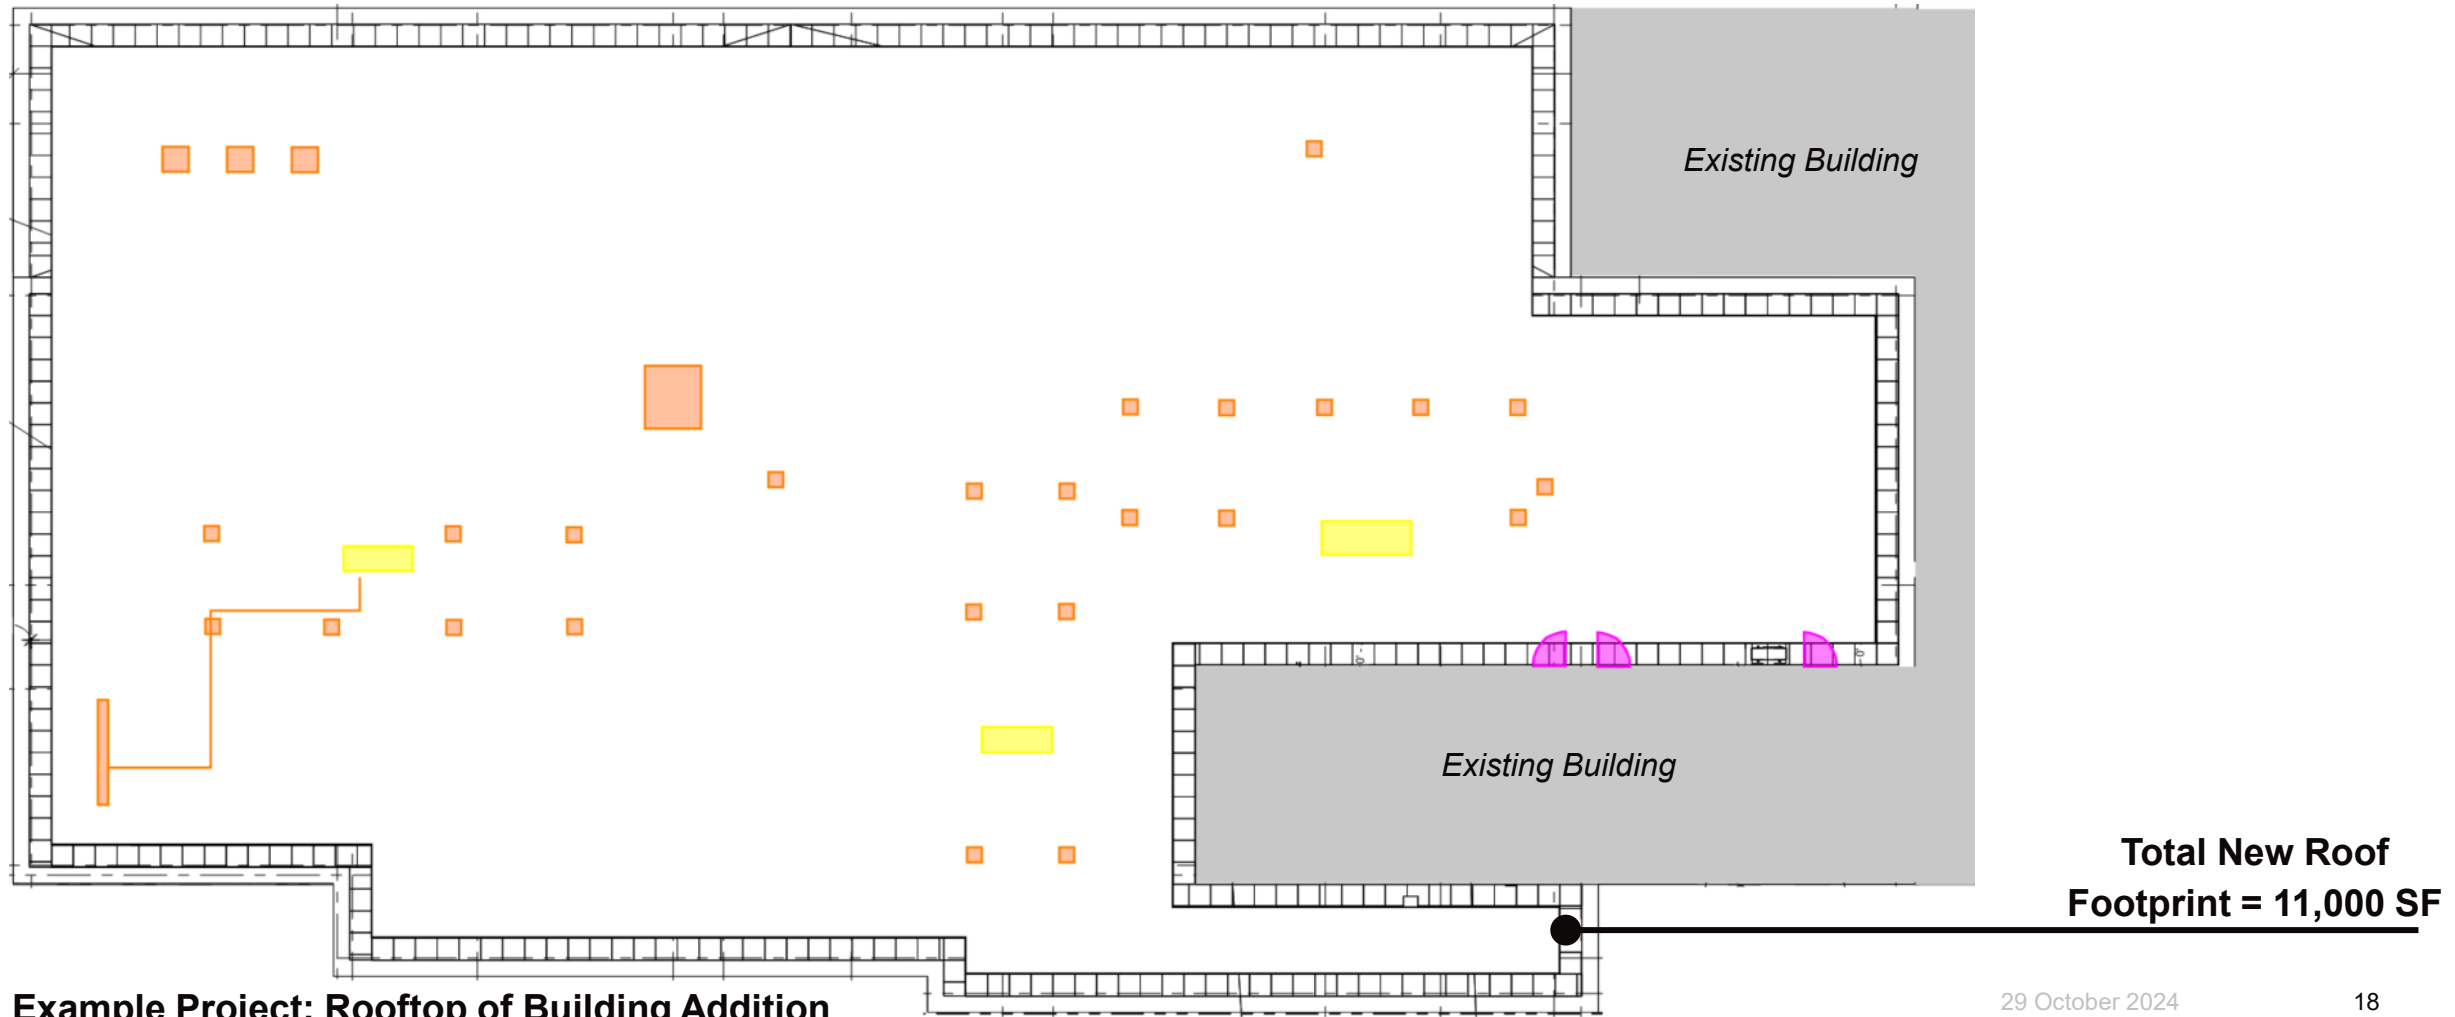 Existing Building
Existing Building
Total New Roof
Footprint = 11,000 SF
Example Project: Rooftop of Building Addition
29 October 2024
18